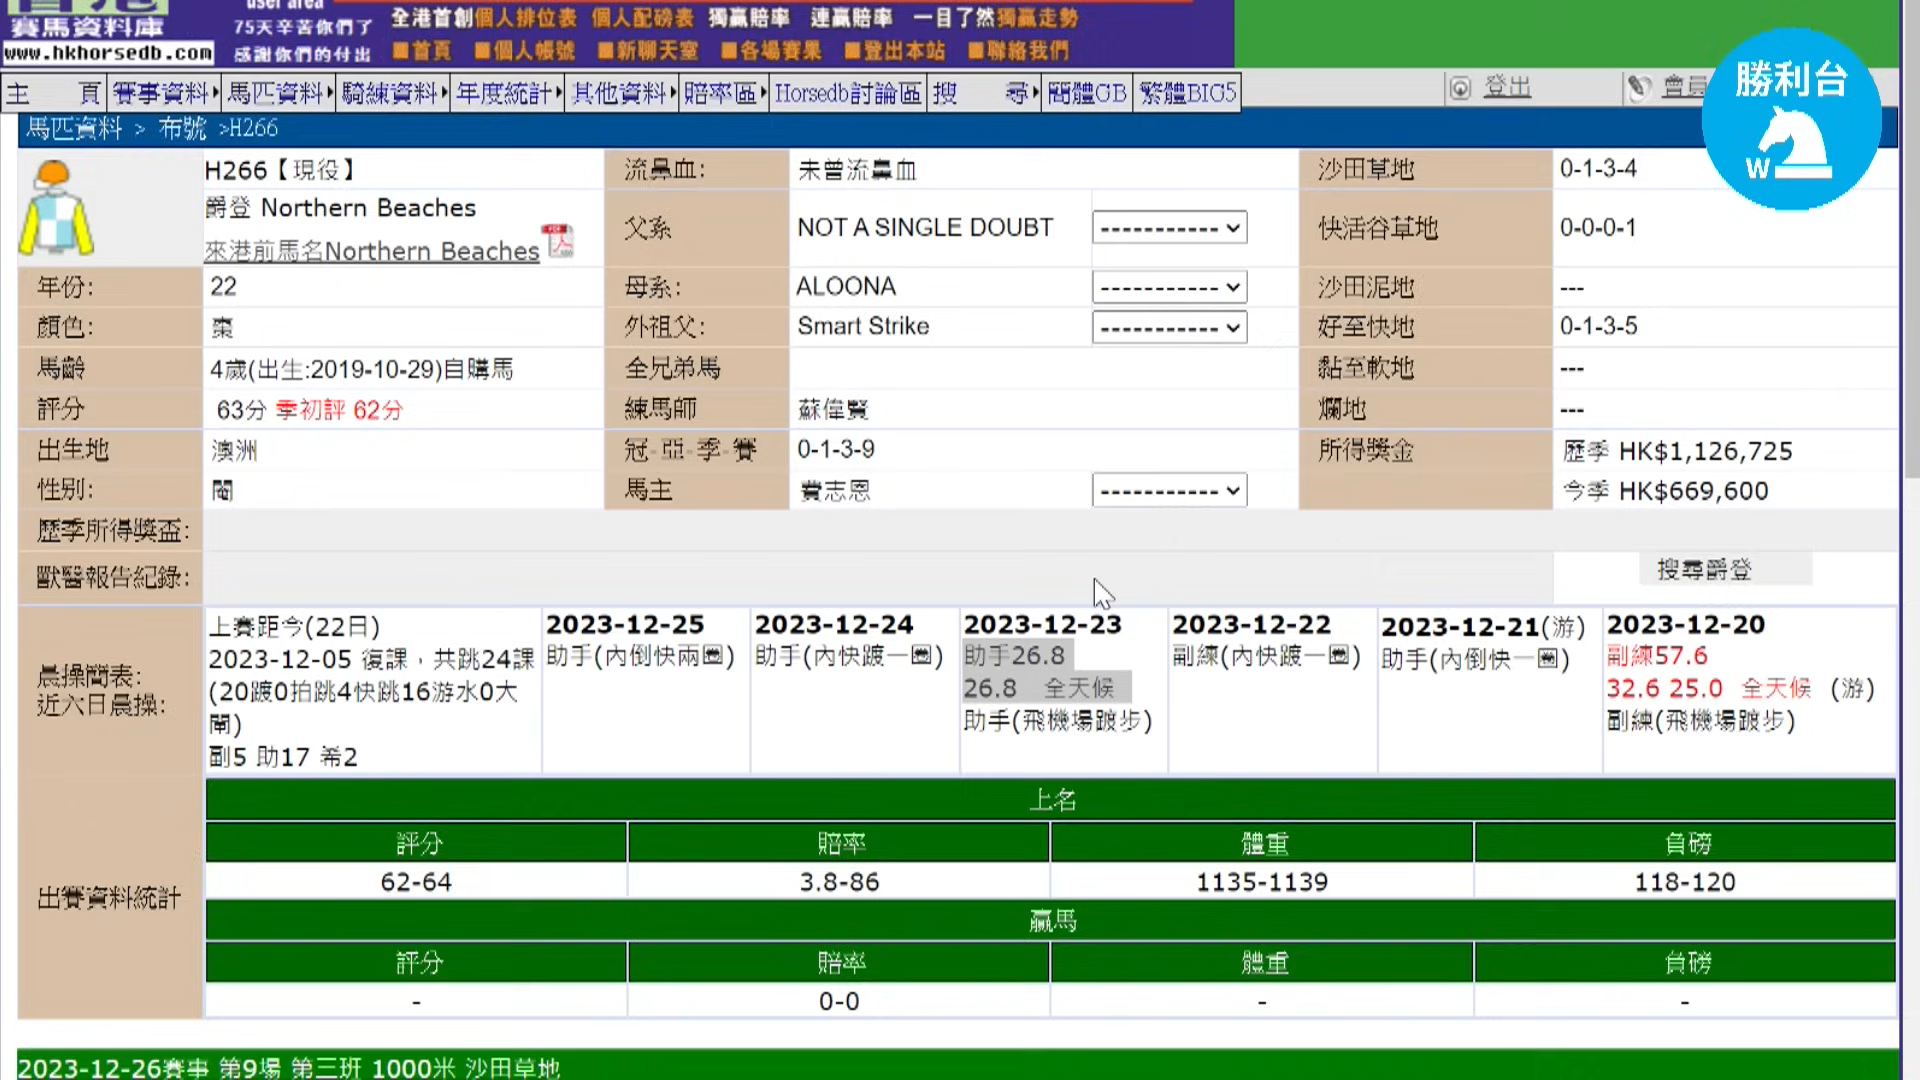 user area
賽馬資料庫
75天辛苦你們了
感謝你們的付出
www.hkhorsedb.com
全港首創個人排位表 個人配磅表 獨贏賠率 連贏賠率 一目了然獨贏走勢
■首頁 ■個人帳號 ■新聊天室 ■各場賽果 ■登出本站 ■聯絡我們
主 頁 賽事資料 馬匹資料 騎練資料 年度統計 其他資料 賠率區 Horsedb討論區 搜 尋 簡體GB 繁體BIG5
登出 會員
勝利台
W
馬匹資料 > 布號 >H266
H266【現役】 流鼻血: 未曾流鼻血 沙田草地 0-1-3-4
爵登 Northern Beaches
來港前馬名Northern Beaches
父系 NOT A SINGLE DOUBT ----------- 快活谷草地 0-0-0-1
年份: 22 母系: ALOONA ----------- 沙田泥地 ---
顏色: 棗 外祖父: Smart Strike ----------- 好至快地 0-1-3-5
馬齡 4歲(出生:2019-10-29)自購馬 全兄弟馬 黏至軟地 ---
評分 63分 季初評 62分 練馬師 蘇偉賢 爛地 ---
出生地 澳洲 冠-亞-季-賽 0-1-3-9 所得獎金 歷季 HK$1,126,725
性別: 閹 馬主 費志恩 ----------- 今季 HK$669,600
歷季所得獎盃:
獸醫報告紀錄: 搜尋爵登
晨操簡表:
近六日晨操:
上賽距今(22日)
2023-12-05 復課，共跳24課
(20踱0拍跳4快跳16游水0大
閘)
副5 助17 希2
2023-12-25
助手(內倒快兩圈)
2023-12-24
助手(內快踱一圈)
2023-12-23
助手26.8
26.8 全天候
助手(飛機場踱步)
2023-12-22
副練(內快踱一圈)
2023-12-21(游)
助手(內倒快一圈)
2023-12-20
副練57.6
32.6 25.0 全天候 (游)
副練(飛機場踱步)
出賽資料統計
上名
評分 賠率 體重 負磅
62-64 3.8-86 1135-1139 118-120
贏馬
評分 賠率 體重 負磅
- 0-0 - -
2023-12-26賽事 第9場 第三班 1000米 沙田草地